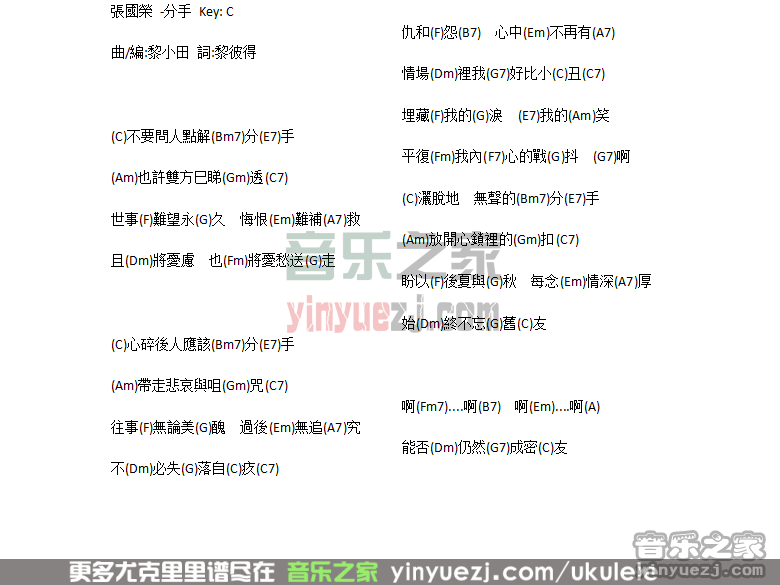 張國榮 -分手 Key: C
曲/編:黎小田 詞:黎彼得
(C)不要問人點解(Bm7)分(E7)手
(Am)也許雙方巳睇(Gm)透(C7)
世事(F)難望永(G)久 悔恨(Em)難補(A7)救
且(Dm)將憂慮 也(Fm)將憂愁送(G)走
(C)心碎後人應該(Bm7)分(E7)手
(Am)帶走悲哀與咀(Gm)咒(C7)
往事(F)無論美(G)醜 過後(Em)無追(A7)究
不(Dm)必失(G)落自(C)疚(C7)
仇和(F)怨(B7) 心中(Em)不再有(A7)
情場(Dm)裡我(G7)好比小(C)丑(C7)
埋藏(F)我的(G)淚 (E7)我的(Am)笑
平復(Fm)我內(F7)心的戰(G)抖 (G7)啊
(C)灑脫地 無聲的(Bm7)分(E7)手
(Am)放開心鎖裡的(Gm)扣(C7)
盼以(F)後夏與(G)秋 每念(Em)情深(A7)厚
始(Dm)終不忘(G)舊(C)友
啊(Fm7)....啊(B7) 啊(Em)....啊(A)
能否(Dm)仍然(G7)成密(C)友
音乐之家
yinyuezj.com
更多尤克里里谱尽在 音乐之家 yinyuezj.com/ukulele
音乐之家
yinyuezj.com